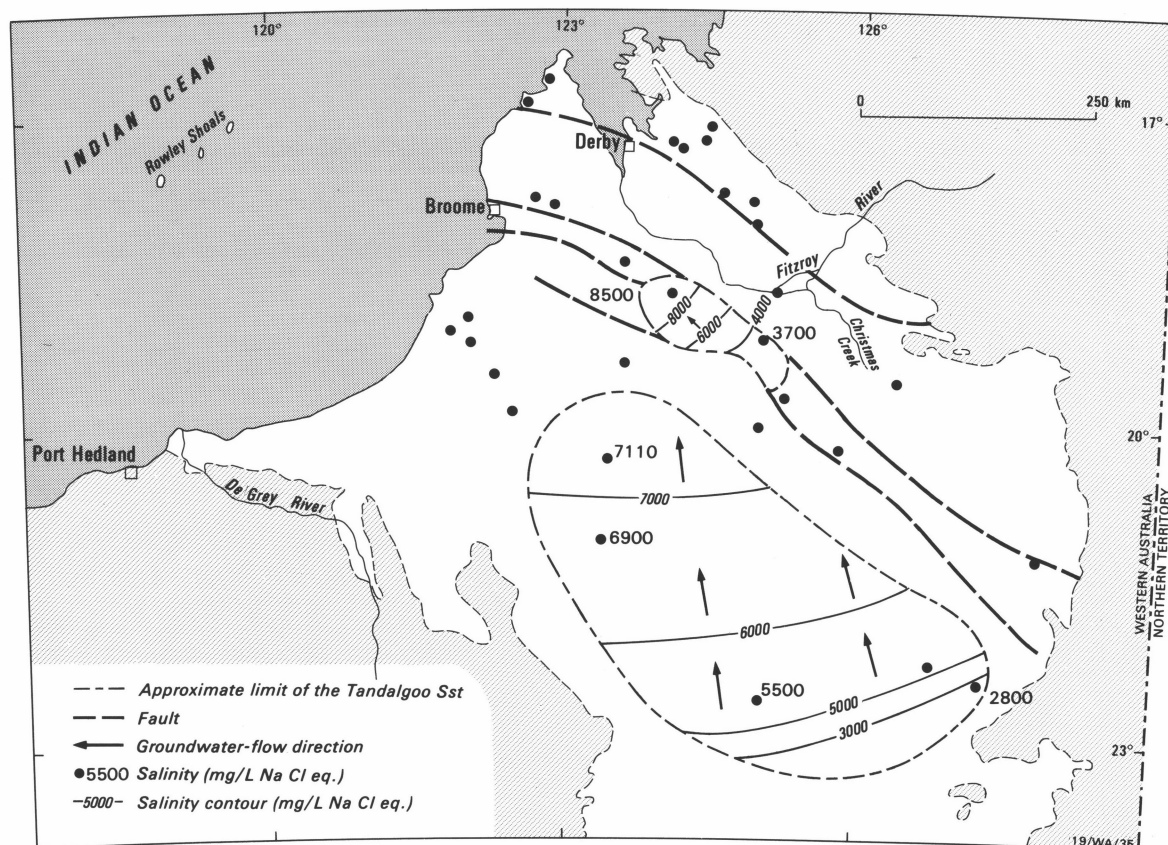 120°
123°
126°
INDIAN OCEAN
Rowley Shoals
0 250 km
17°
Derby
Broome
River
Fitzroy
8500
8000
6000
4000
3700
Christmas
Creek
Port Hedland
De Grey River
20°
7110
7000
6900
6000
5500
5000
3000
2800
WESTERN AUSTRALIA
NORTHERN TERRITORY
23°
Approximate limit of the Tandalgoo Sst
Fault
Groundwater-flow direction
5500 Salinity (mg/L Na Cl eq.)
5000 Salinity contour (mg/L Na Cl eq.)
19/WA/35